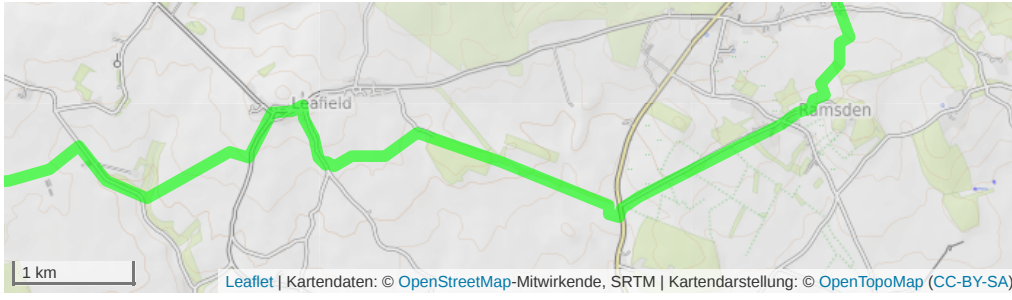 Leafield
Ramsden
1 km
Leaflet | Kartendaten: © OpenStreetMap-Mitwirkende, SRTM | Kartendarstellung: © OpenTopoMap (CC-BY-SA)